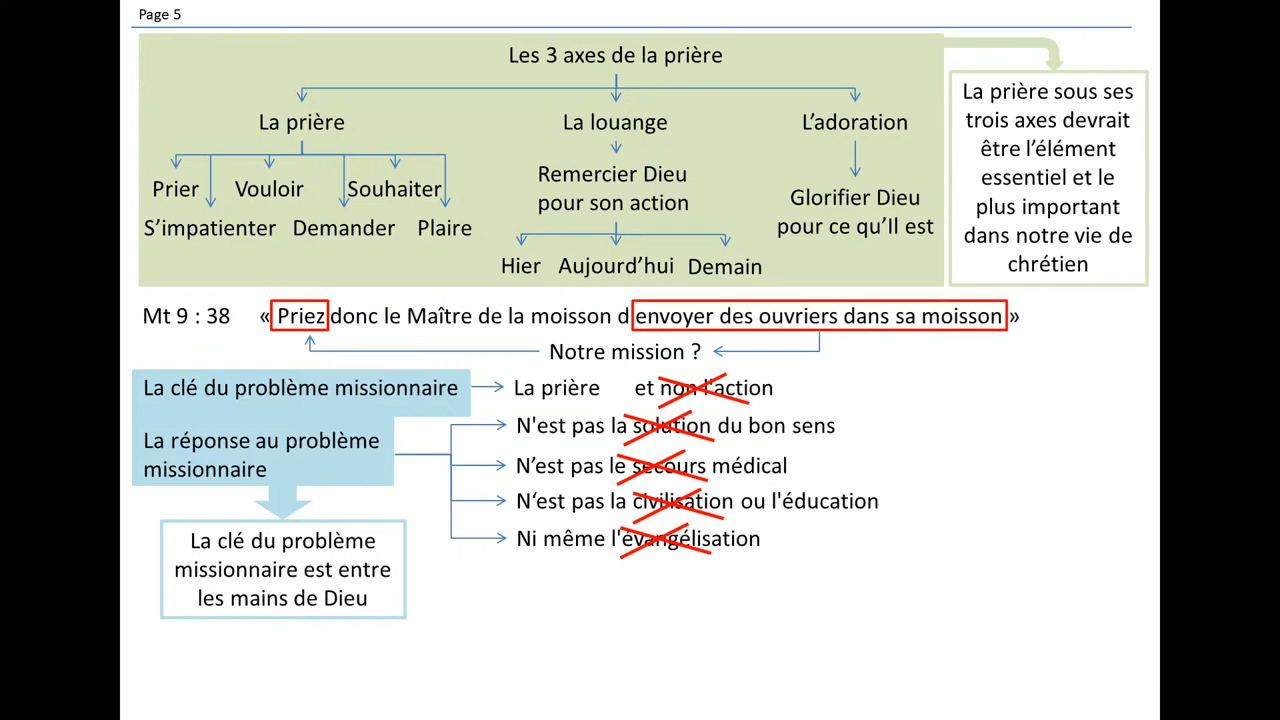 Page 5
Les 3 axes de la prière
La prière
La louange
L'adoration
Prier
Vouloir
Souhaiter
S'impatienter
Demander
Plaire
Remercier Dieu
pour son action
Hier
Aujourd'hui
Demain
Glorifier Dieu
pour ce qu'Il est
La prière sous ses
trois axes devrait
être l'élément
essentiel et le
plus important
dans notre vie de
chrétien
Mt 9 : 38 « Priez donc le Maître de la moisson d envoyer des ouvriers dans sa moisson »
Notre mission ?
La clé du problème missionnaire
La prière et non l'action
La réponse au problème
missionnaire
N'est pas la solution du bon sens
N'est pas le secours médical
N‘est pas la civilisation ou l'éducation
Ni même l'évangélisation
La clé du problème
missionnaire est entre
les mains de Dieu